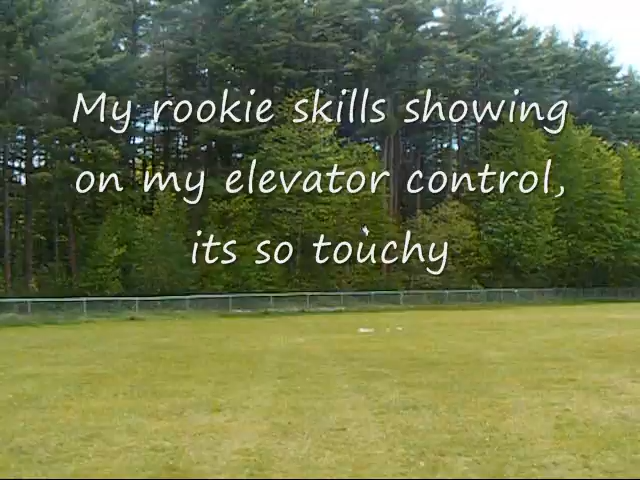 My rookie skills showing
on my elevator control,
its so touchy